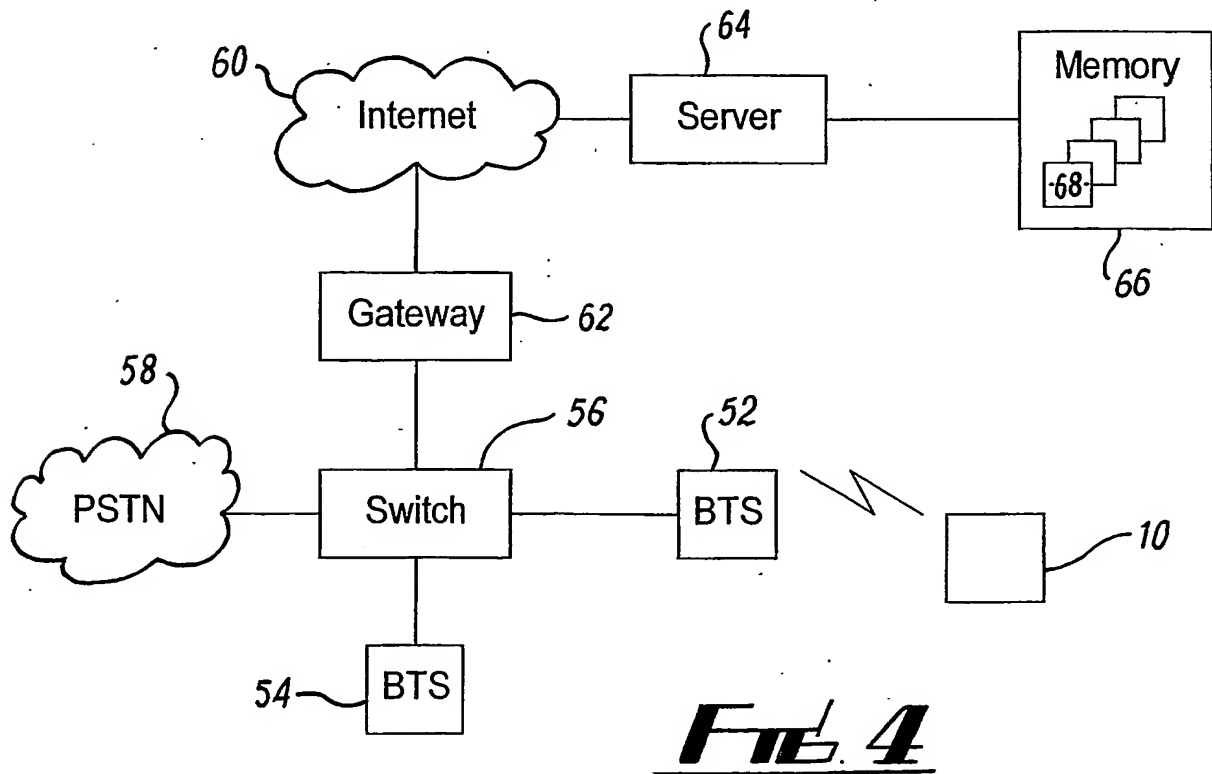 64
60
Memory
Internet
Server
-68-
66
Gateway
62
58
56
52
PSTN
Switch
BTS
10
54
BTS
FIG. 4